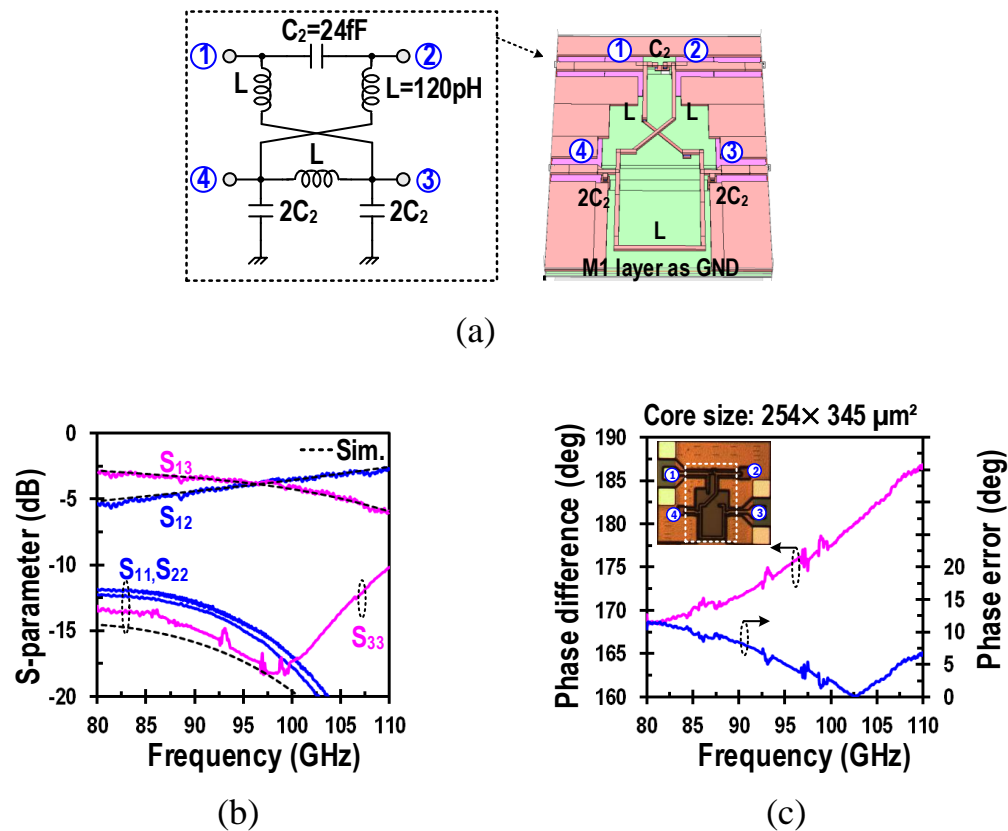 C₂=24fF
① ②
L L=120pH
L
④ ③
2C₂ 2C₂
① C₂ ②
L L
④ ③
2C₂ 2C₂
L
M1 layer as GND
(a)
0
-5
-10
-15
-20
S-parameter (dB)
Sim.
S₁₃
S₁₂
S₁₁,S₂₂
S₃₃
80 85 90 95 100 105 110
Frequency (GHz)
(b)
Core size: 254× 345 µm²
190
185
180
175
170
165
160
Phase difference (deg)
① ②
④ ③
20
15
10
5
0
Phase error (deg)
80 85 90 95 100 105 110
Frequency (GHz)
(c)